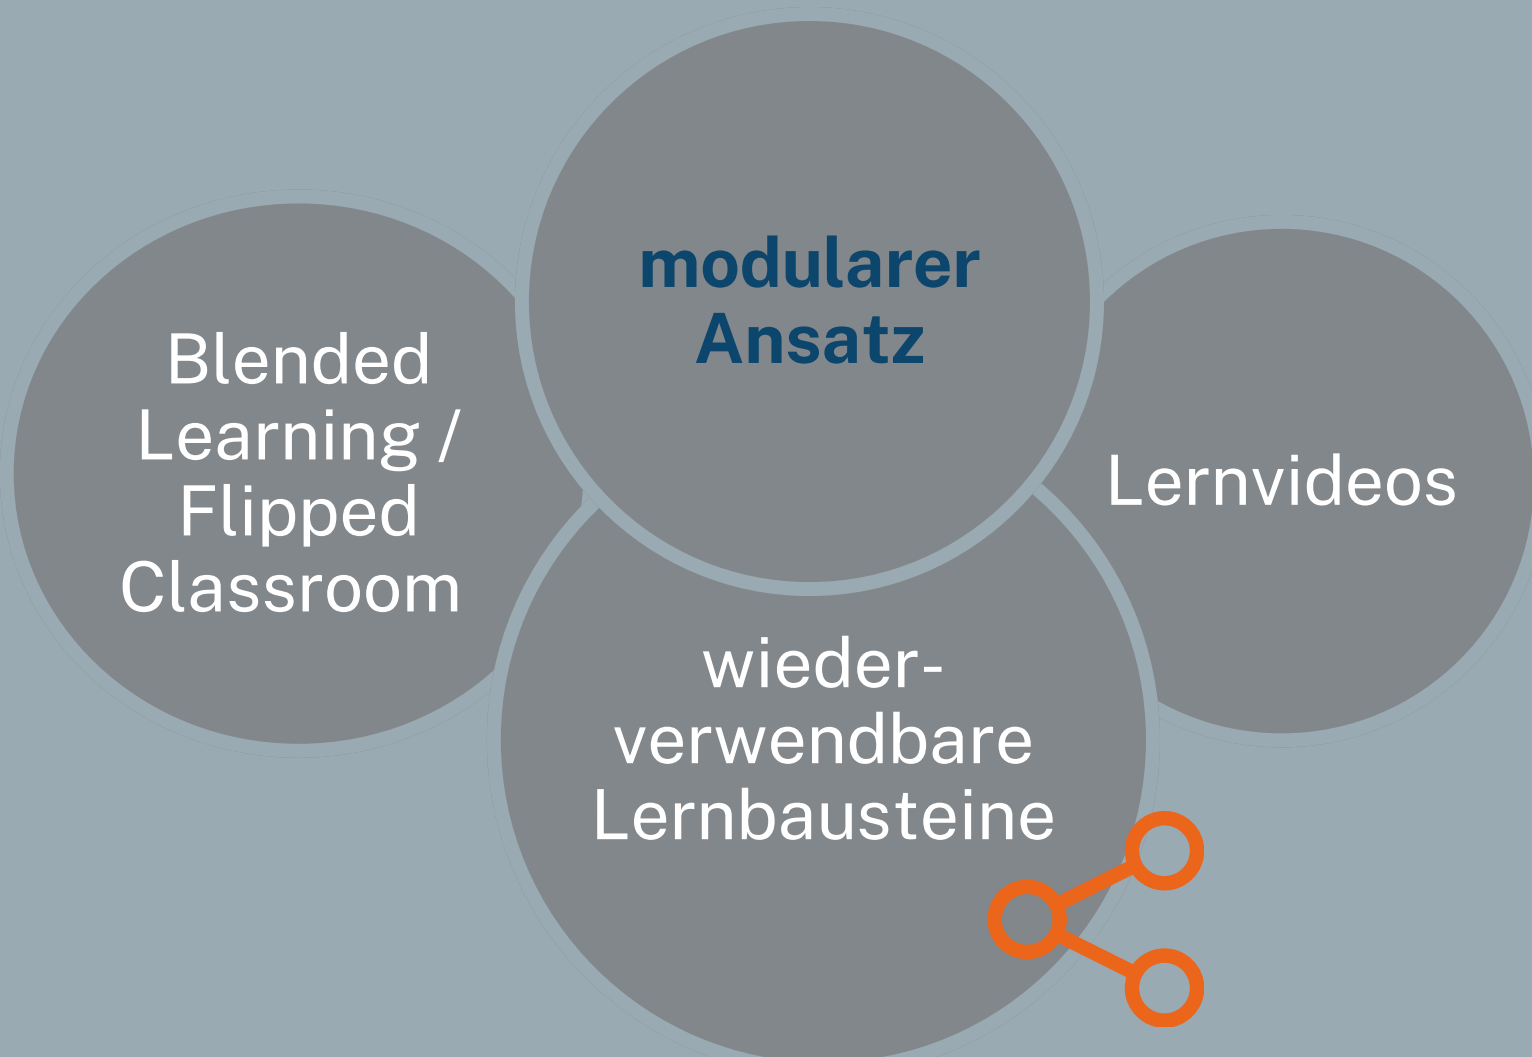 modularer
Ansatz
Blended
Learning /
Flipped
Classroom
Lernvideos
wieder-
verwendbare
Lernbausteine